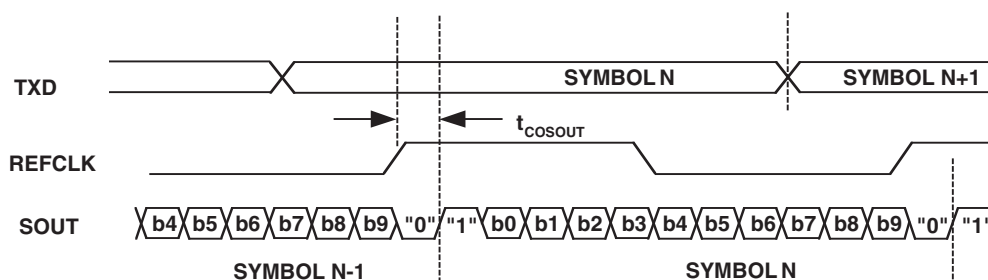 TXD SYMBOL N SYMBOL N+1
tCOSOUT
REFCLK
SOUT b4 b5 b6 b7 b8 b9 "0" "1" b0 b1 b2 b3 b4 b5 b6 b7 b8 b9 "0" "1"
SYMBOL N-1 SYMBOL N